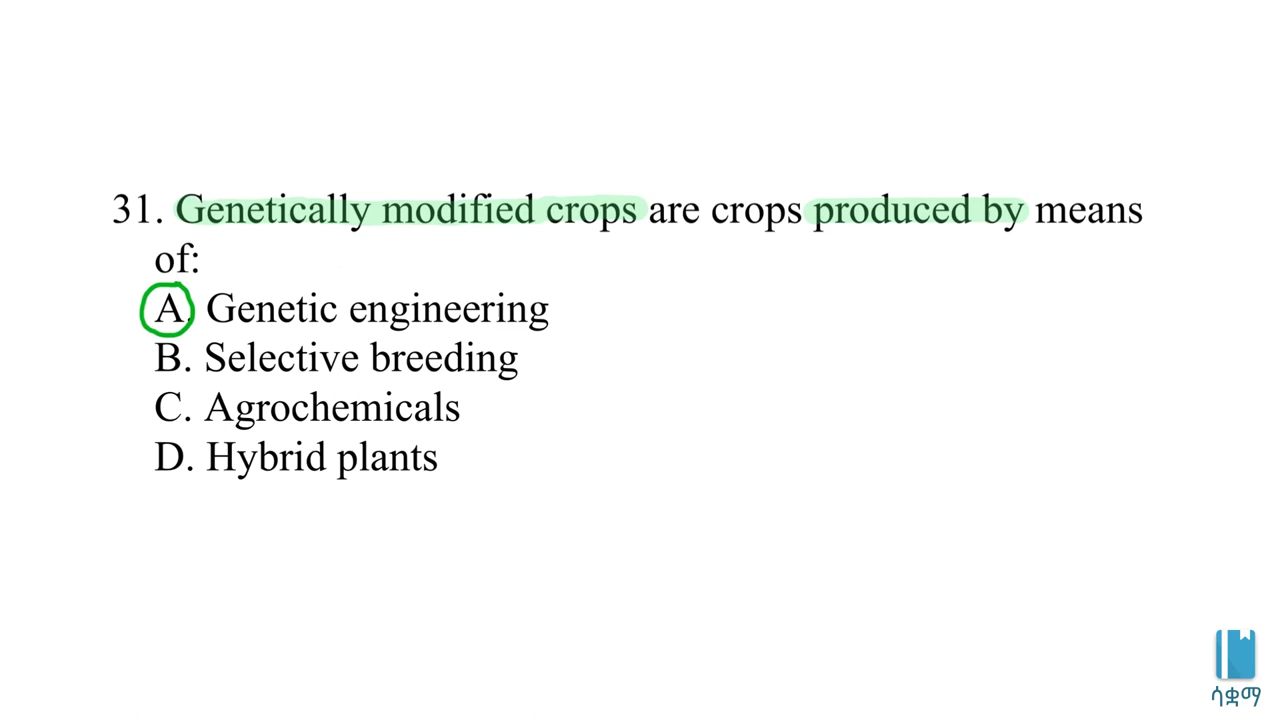 31. Genetically modified crops are crops produced by means
of:
A. Genetic engineering
B. Selective breeding
C. Agrochemicals
D. Hybrid plants
ሳቋማ